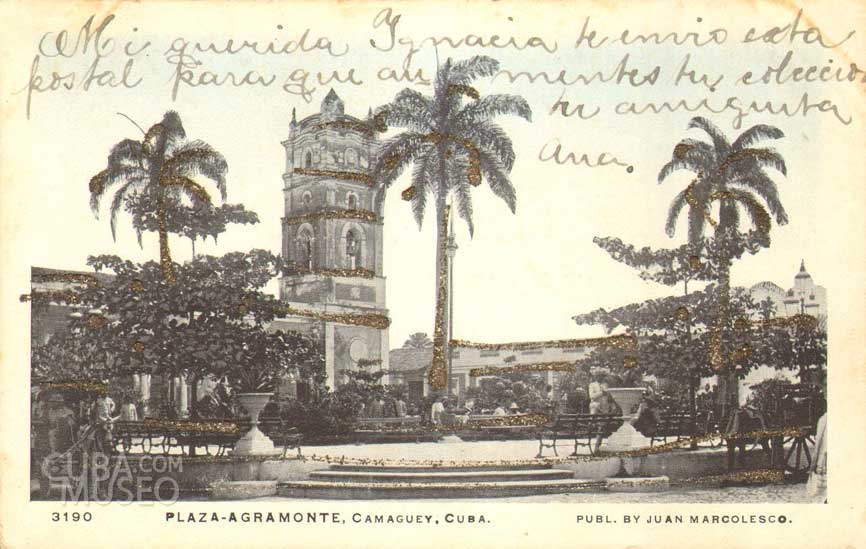 Mi querida Ignacia te envio esta
postal para que aumentes tu coleccio
tu amiguita
Ana.
CUBA.COM
MUSEO
3190 PLAZA-AGRAMONTE, CAMAGUEY, CUBA. PUBL. BY JUAN MARCOLESCO.